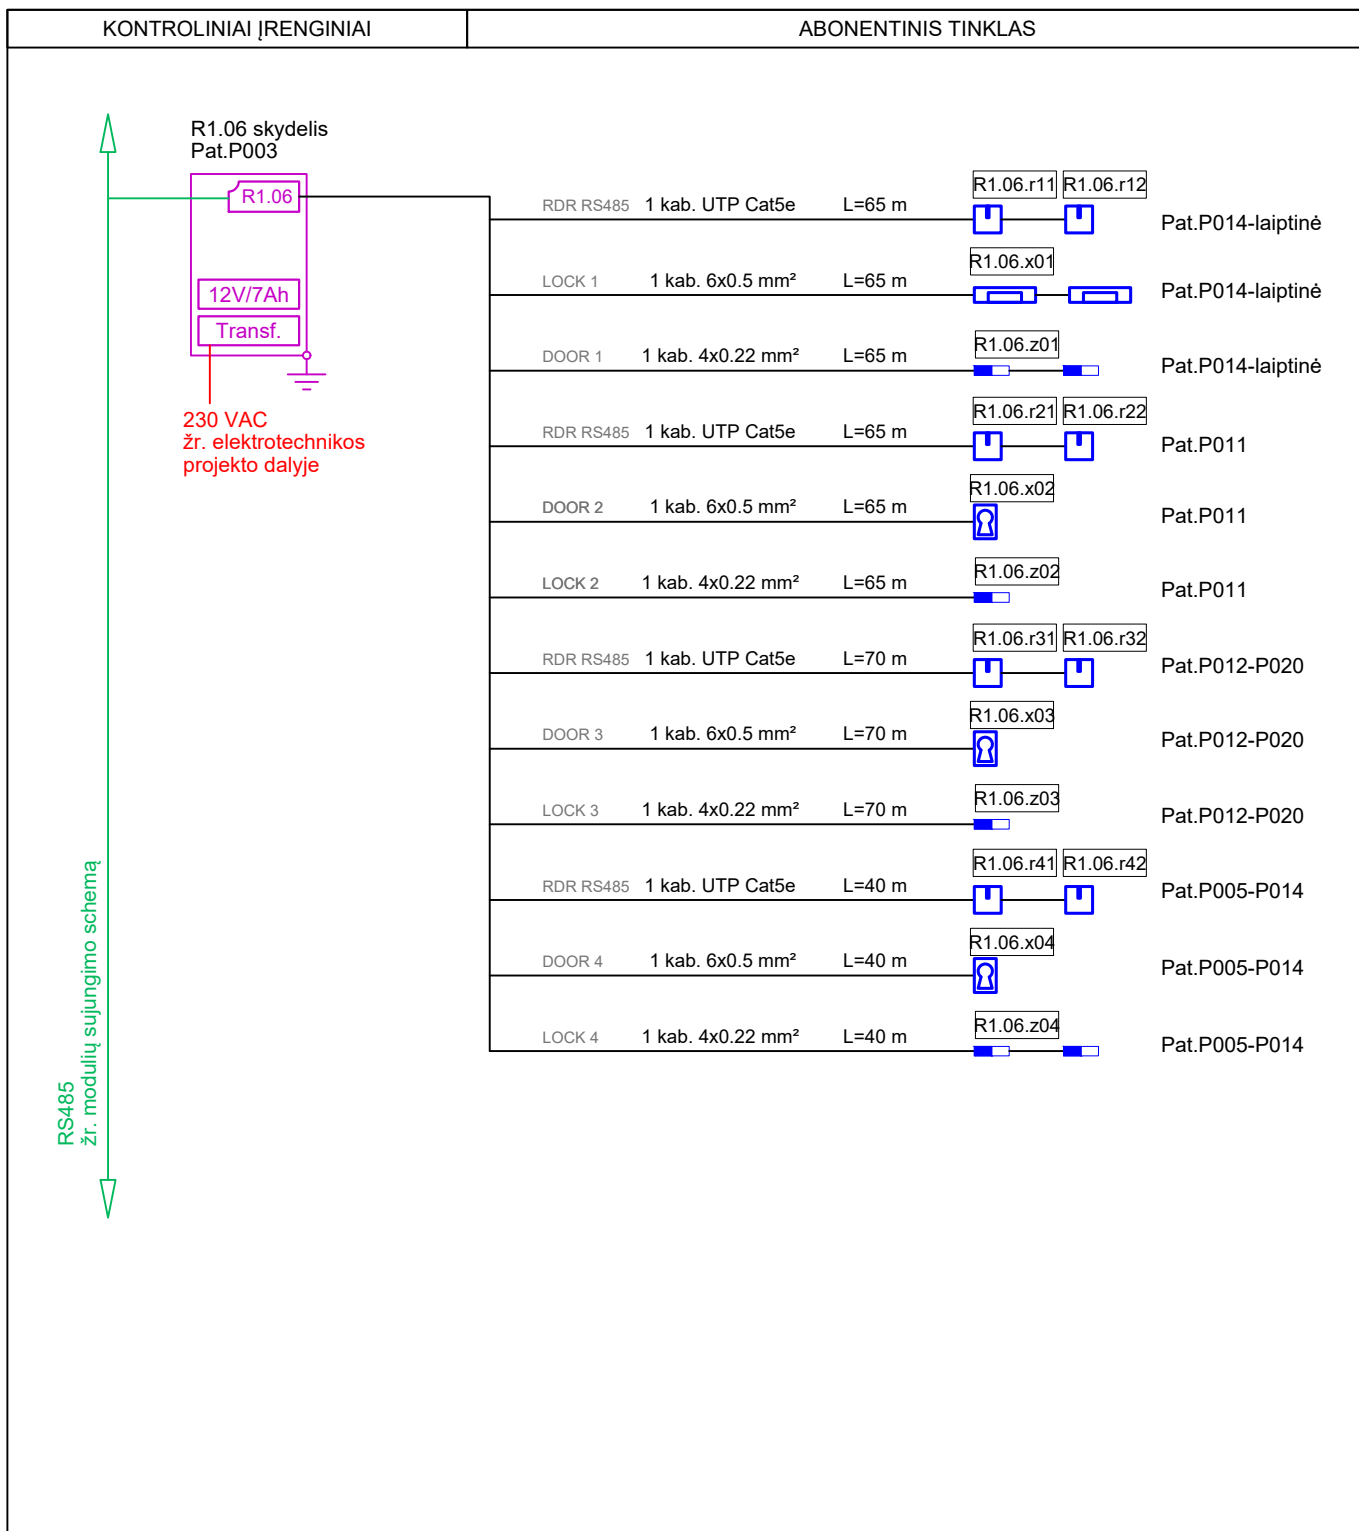 KONTROLINIAI ĮRENGINIAI
ABONENTINIS TINKLAS
R1.06 skydelis
Pat.P003
R1.06
12V/7Ah
Transf.
230 VAC
žr. elektrotechnikos
projekto dalyje
RS485
žr. modulių sujungimo schemą
R1.06.r11 R1.06.r12
RDR RS485 1 kab. UTP Cat5e L=65 m Pat.P014-laiptinė
R1.06.x01
LOCK 1 1 kab. 6x0.5 mm² L=65 m Pat.P014-laiptinė
R1.06.z01
DOOR 1 1 kab. 4x0.22 mm² L=65 m Pat.P014-laiptinė
R1.06.r21 R1.06.r22
RDR RS485 1 kab. UTP Cat5e L=65 m Pat.P011
R1.06.x02
DOOR 2 1 kab. 6x0.5 mm² L=65 m Pat.P011
R1.06.z02
LOCK 2 1 kab. 4x0.22 mm² L=65 m Pat.P011
R1.06.r31 R1.06.r32
RDR RS485 1 kab. UTP Cat5e L=70 m Pat.P012-P020
R1.06.x03
DOOR 3 1 kab. 6x0.5 mm² L=70 m Pat.P012-P020
R1.06.z03
LOCK 3 1 kab. 4x0.22 mm² L=70 m Pat.P012-P020
R1.06.r41 R1.06.r42
RDR RS485 1 kab. UTP Cat5e L=40 m Pat.P005-P014
R1.06.x04
DOOR 4 1 kab. 6x0.5 mm² L=40 m Pat.P005-P014
R1.06.z04
LOCK 4 1 kab. 4x0.22 mm² L=40 m Pat.P005-P014